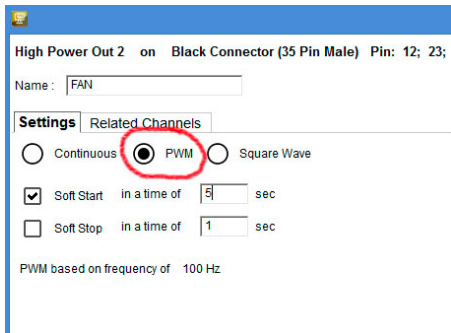 High Power Out 2 on Black Connector (35 Pin Male) Pin: 12; 23;
Name : FAN
Settings Related Channels
Continuous PWM Square Wave
Soft Start in a time of 5 sec
Soft Stop in a time of 1 sec
PWM based on frequency of 100 Hz